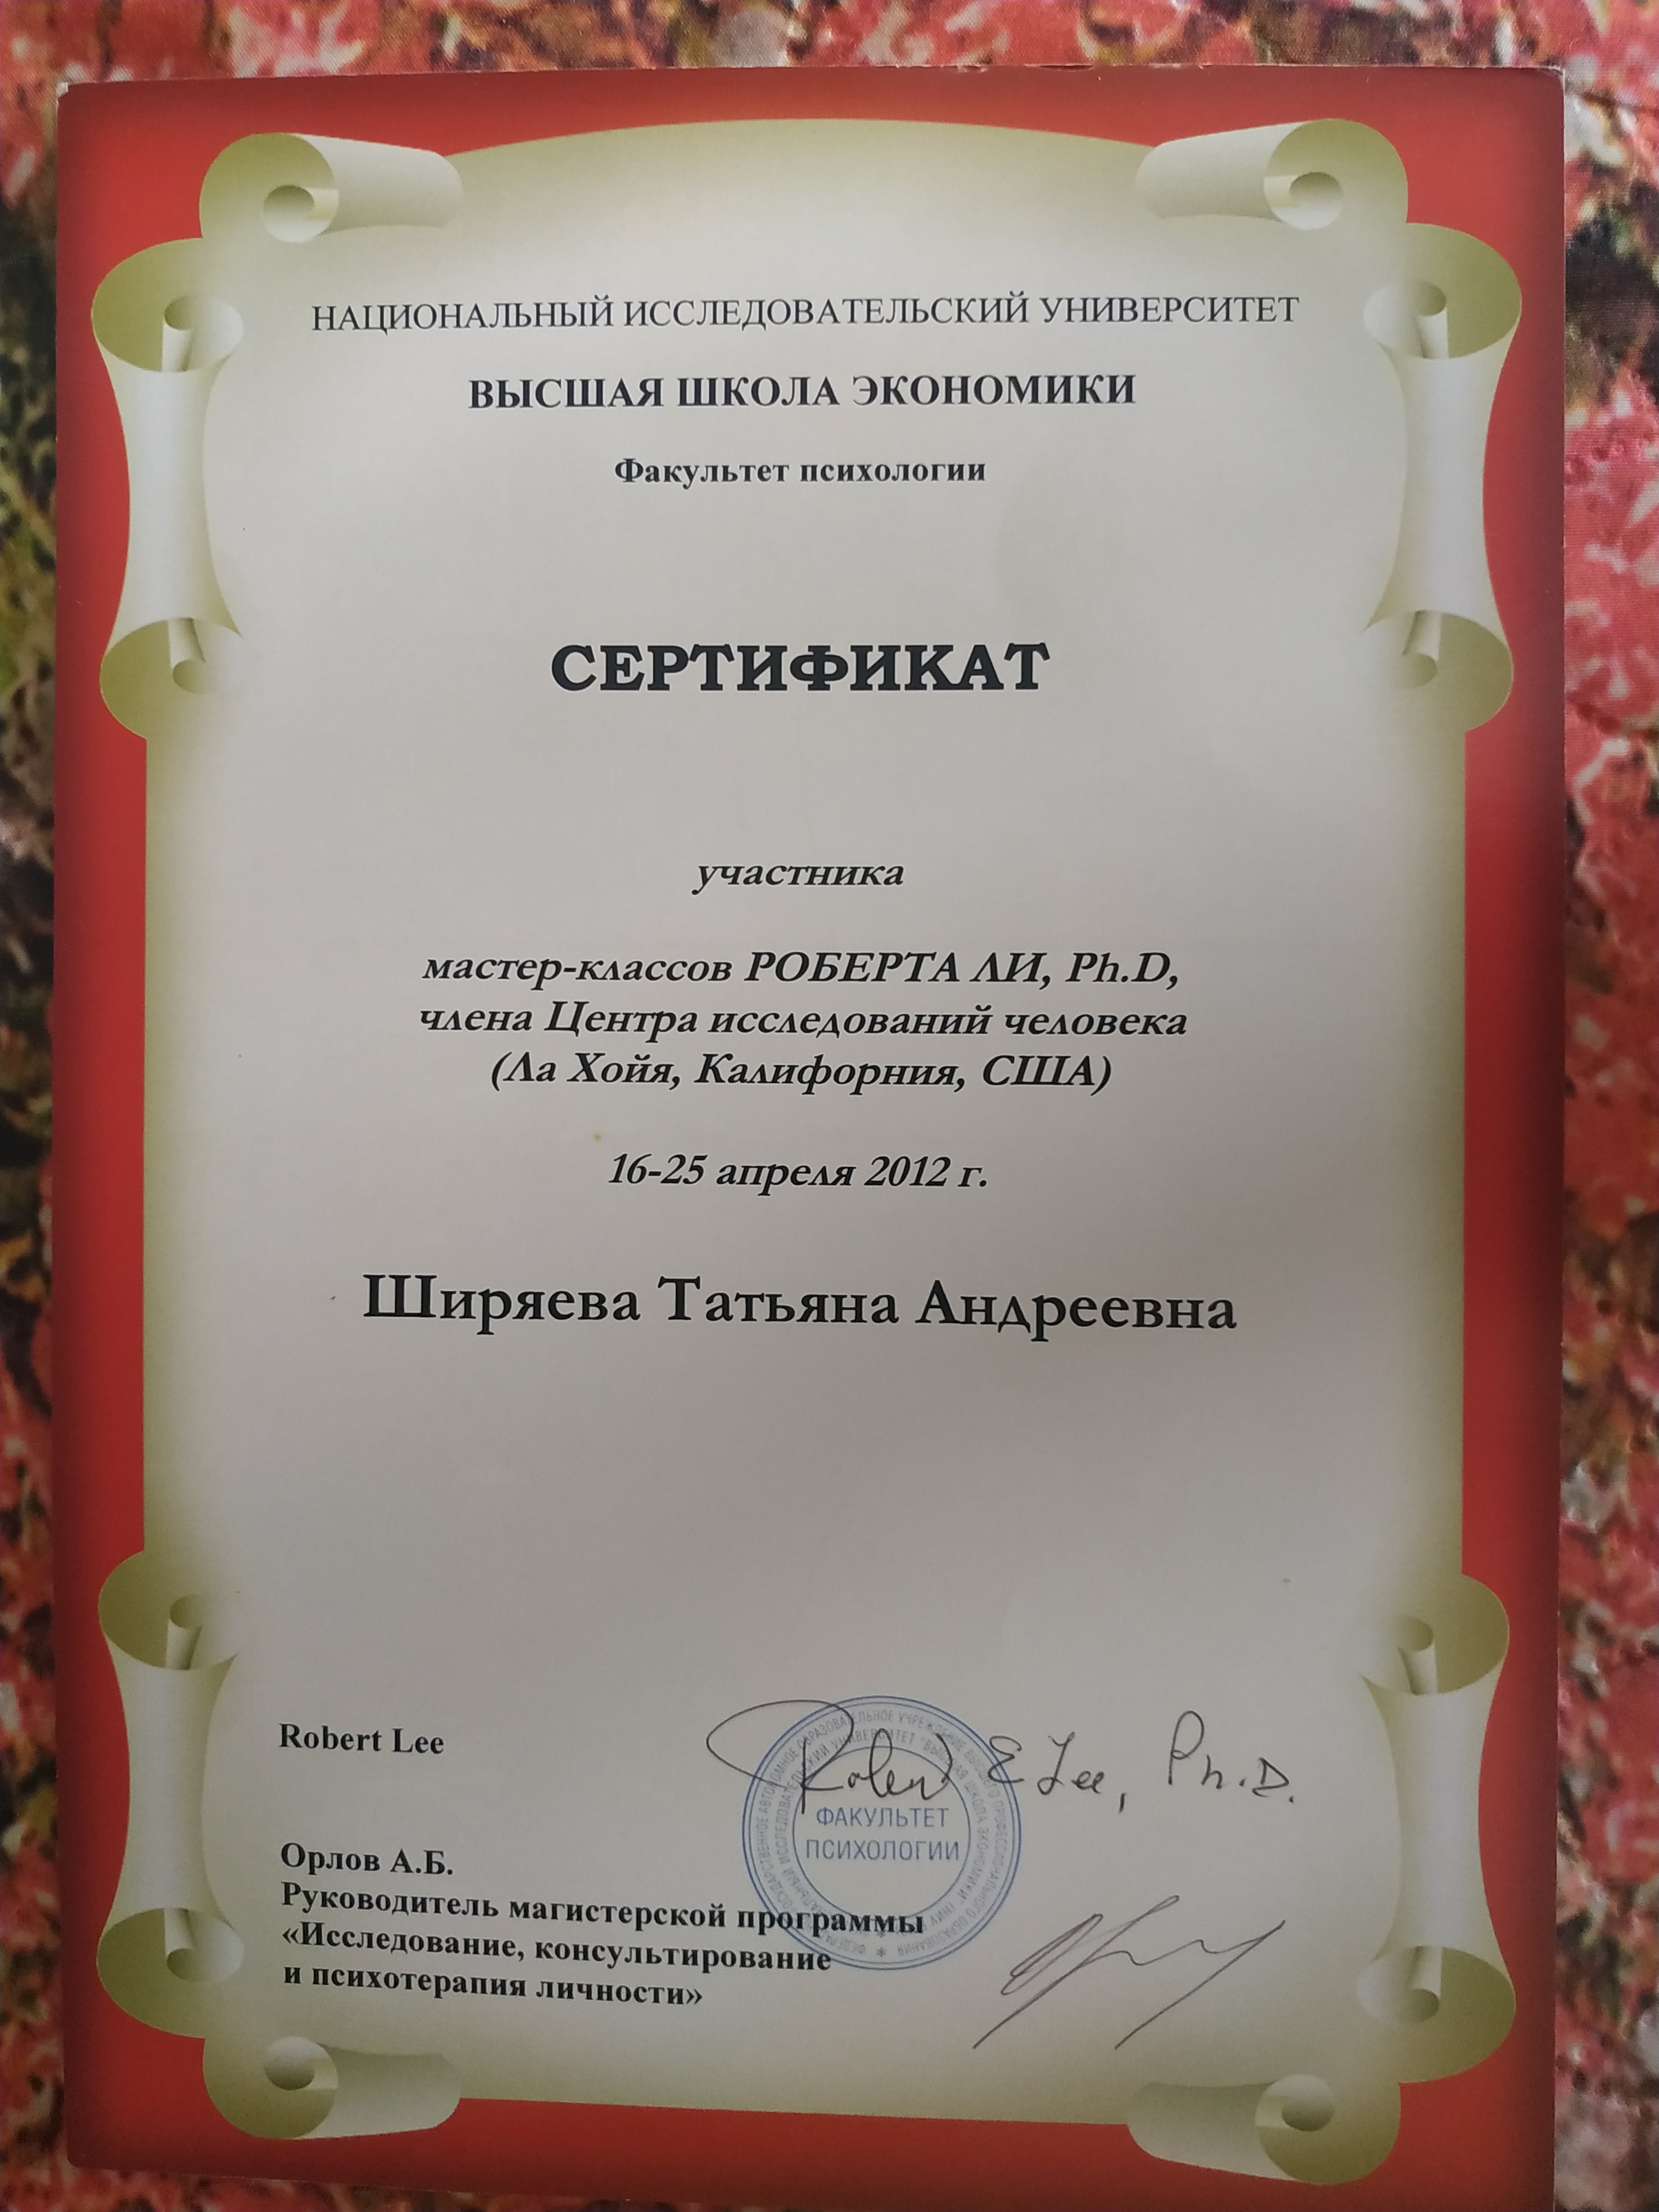 НАЦИОНАЛЬНЫЙ ИССЛЕДОВАТЕЛЬСКИЙ УНИВЕРСИТЕТ
ВЫСШАЯ ШКОЛА ЭКОНОМИКИ
Факультет психологии
СЕРТИФИКАТ
участника
мастер-классов РОБЕРТА ЛИ, Ph.D,
члена Центра исследований человека
(Ла Хойя, Калифорния, США)
16-25 апреля 2012 г.
Ширяева Татьяна Андреевна
Robert Lee
Robert E Lee, Ph.D.
ФАКУЛЬТЕТ
ПСИХОЛОГИИ
Орлов А.Б.
Руководитель магистерской программы
«Исследование, консультирование
и психотерапия личности»